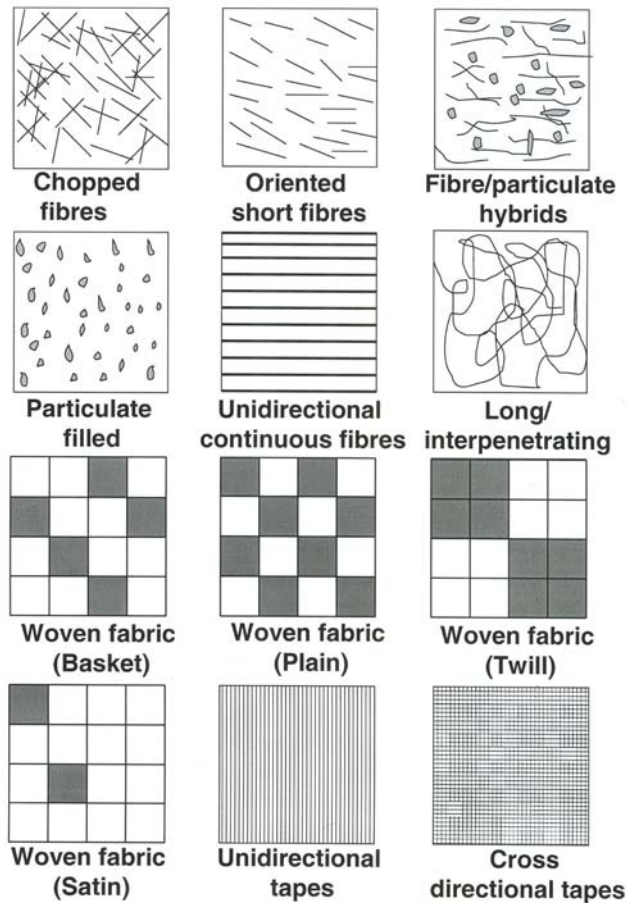 Chopped
fibres
Oriented
short fibres
Fibre/particulate
hybrids
Particulate
filled
Unidirectional
continuous fibres
Long/
interpenetrating
Woven fabric
(Basket)
Woven fabric
(Plain)
Woven fabric
(Twill)
Woven fabric
(Satin)
Unidirectional
tapes
Cross
directional tapes